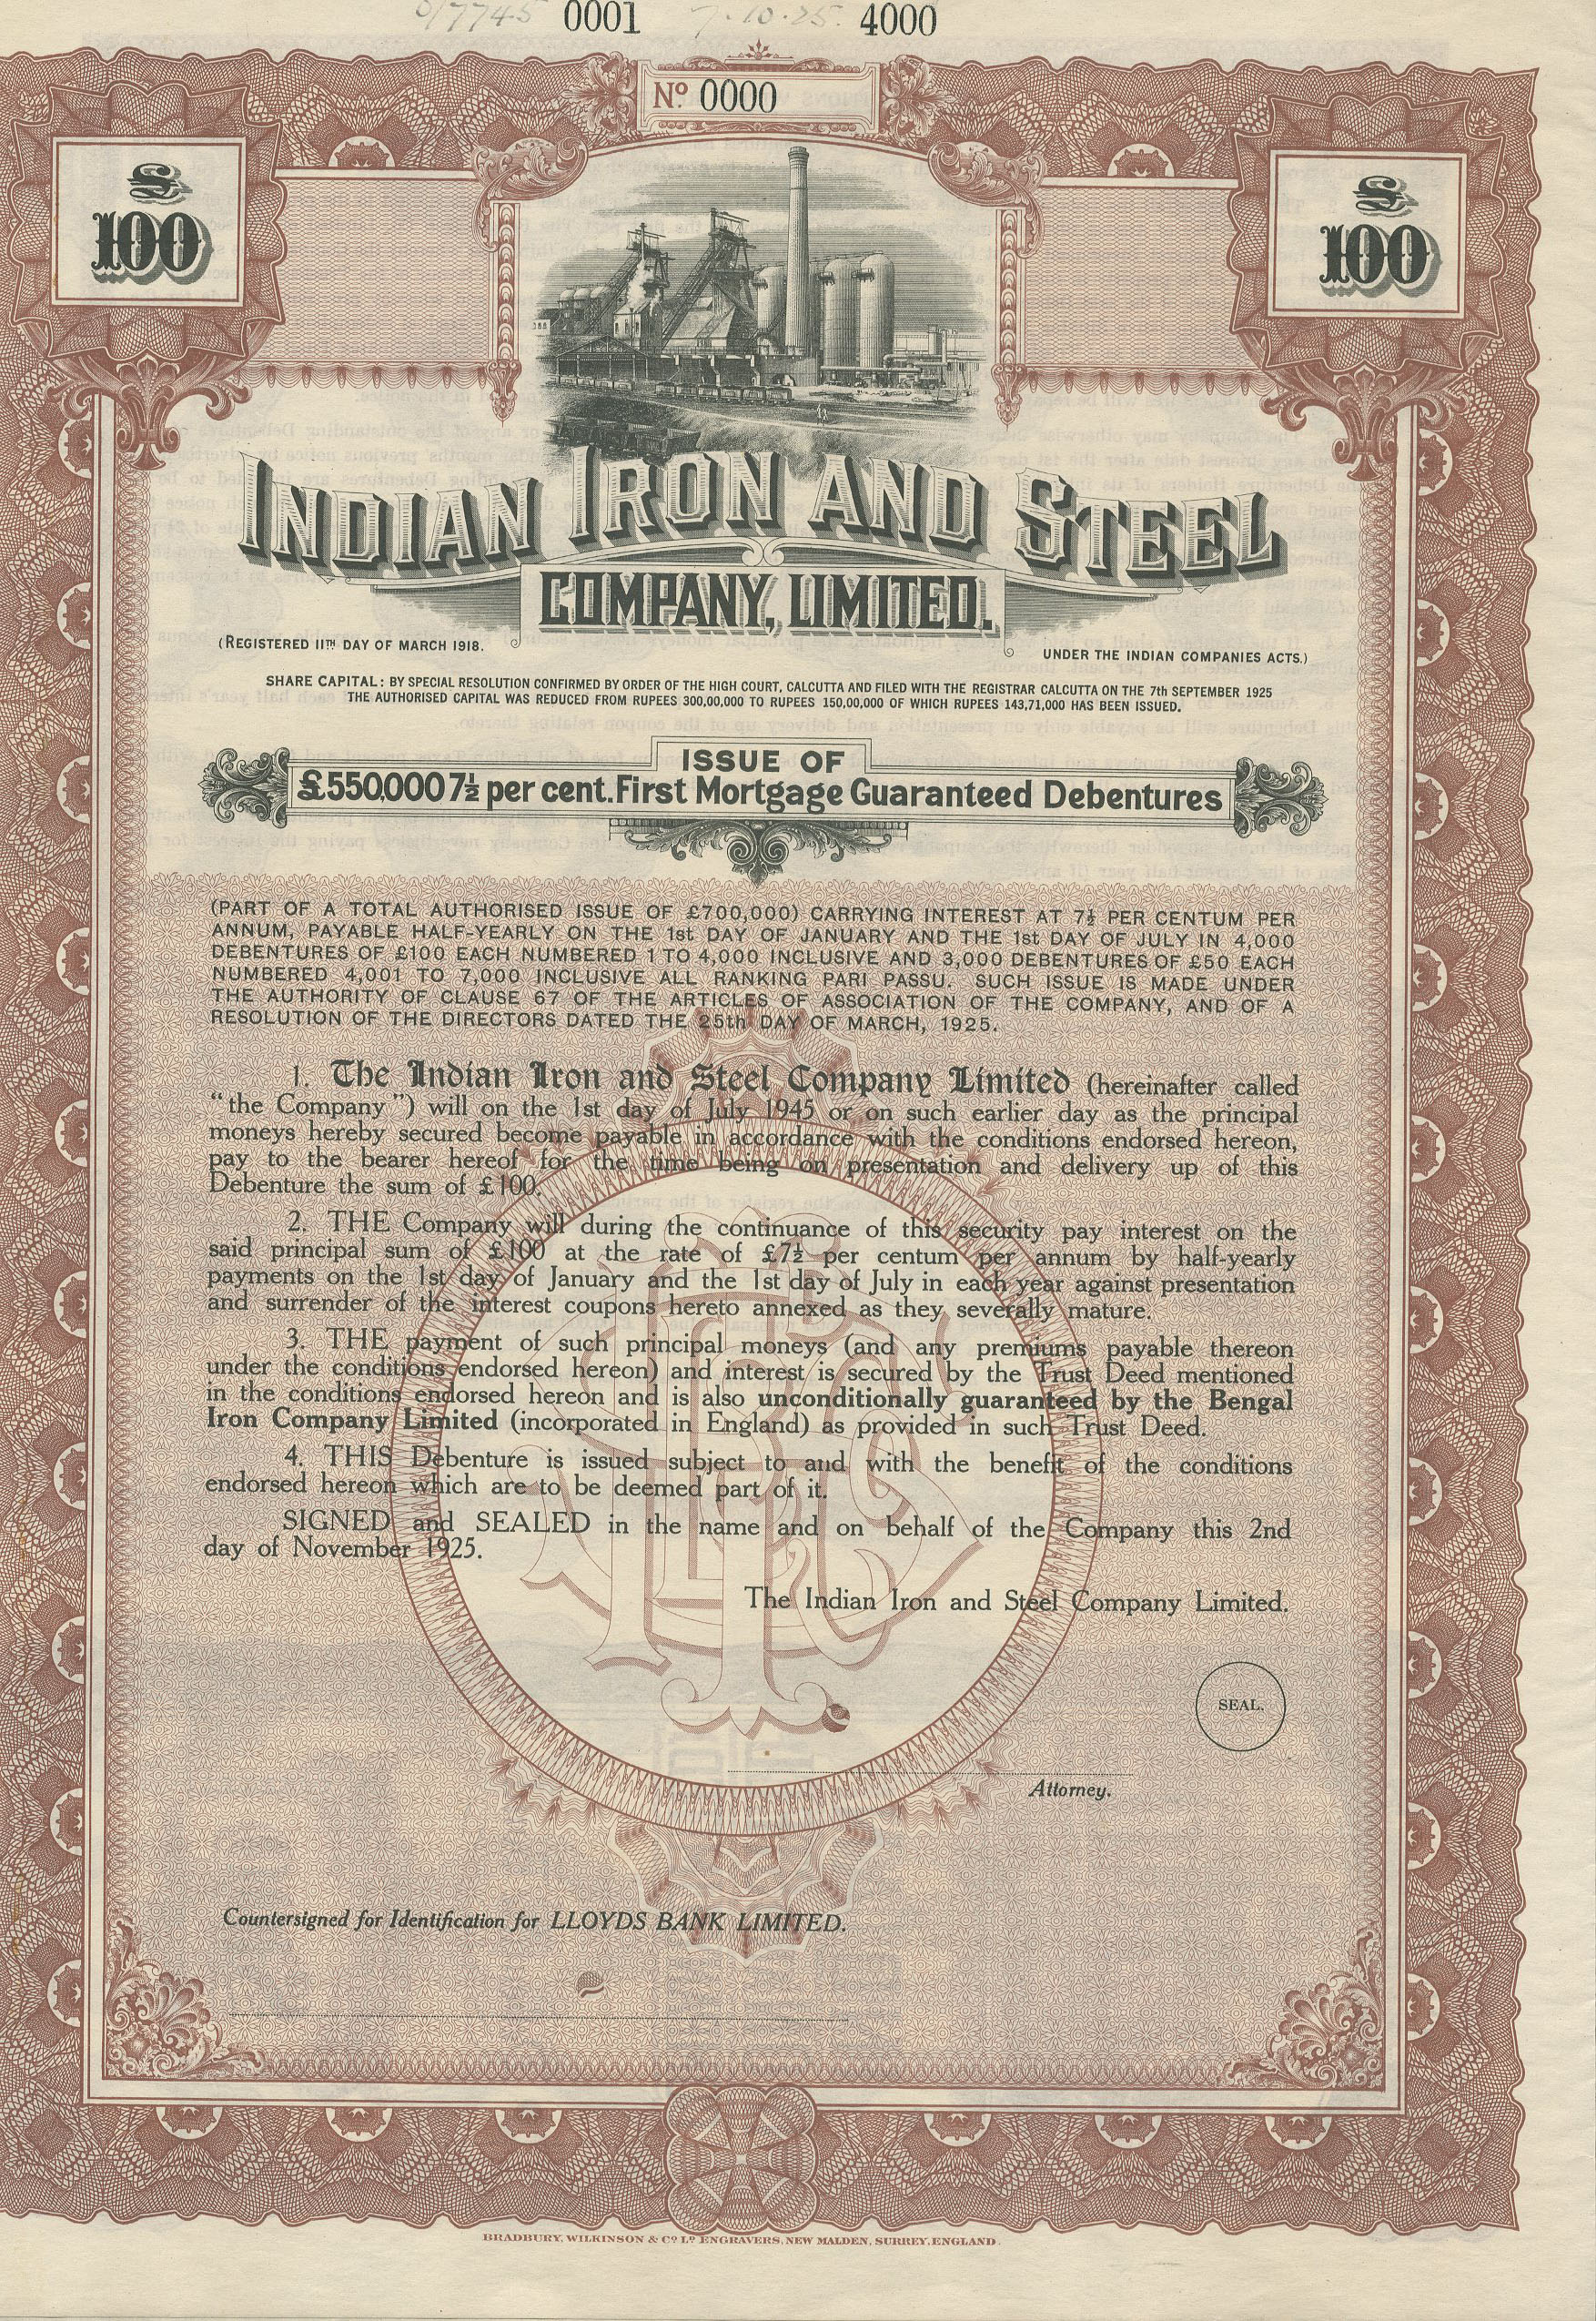 0001 7.10.25. 4000
Nº 0000
£
100
£
100
INDIAN IRON AND STEEL
COMPANY, LIMITED.
(REGISTERED 11TH DAY OF MARCH 1918.
UNDER THE INDIAN COMPANIES ACTS.)
SHARE CAPITAL: BY SPECIAL RESOLUTION CONFIRMED BY ORDER OF THE HIGH COURT, CALCUTTA AND FILED WITH THE REGISTRAR CALCUTTA ON THE 7th SEPTEMBER 1925
THE AUTHORISED CAPITAL WAS REDUCED FROM RUPEES 300,00,000 TO RUPEES 150,00,000 OF WHICH RUPEES 143,71,000 HAS BEEN ISSUED.
ISSUE OF
£550,000 7½ per cent. First Mortgage Guaranteed Debentures
(PART OF A TOTAL AUTHORISED ISSUE OF £700,000) CARRYING INTEREST AT 7½ PER CENTUM PER
ANNUM, PAYABLE HALF-YEARLY ON THE 1st DAY OF JANUARY AND THE 1st DAY OF JULY IN 4,000
DEBENTURES OF £100 EACH NUMBERED 1 TO 4,000 INCLUSIVE AND 3,000 DEBENTURES OF £50 EACH
NUMBERED 4,001 TO 7,000 INCLUSIVE ALL RANKING PARI PASSU. SUCH ISSUE IS MADE UNDER
THE AUTHORITY OF CLAUSE 67 OF THE ARTICLES OF ASSOCIATION OF THE COMPANY, AND OF A
RESOLUTION OF THE DIRECTORS DATED THE 25th DAY OF MARCH, 1925.
1. The Indian Iron and Steel Company Limited (hereinafter called
"the Company") will on the 1st day of July 1945 or on such earlier day as the principal
moneys hereby secured become payable in accordance with the conditions endorsed hereon,
pay to the bearer hereof for the time being on presentation and delivery up of this
Debenture the sum of £100.
2. THE Company will during the continuance of this security pay interest on the
said principal sum of £100 at the rate of £7½ per centum per annum by half-yearly
payments on the 1st day of January and the 1st day of July in each year against presentation
and surrender of the interest coupons hereto annexed as they severally mature.
3. THE payment of such principal moneys (and any premiums payable thereon
under the conditions endorsed hereon) and interest is secured by the Trust Deed mentioned
in the conditions endorsed hereon and is also unconditionally guaranteed by the Bengal
Iron Company Limited (incorporated in England) as provided in such Trust Deed.
4. THIS Debenture is issued subject to and with the benefit of the conditions
endorsed hereon which are to be deemed part of it.
SIGNED and SEALED in the name and on behalf of the Company this 2nd
day of November 1925.
The Indian Iron and Steel Company Limited.
SEAL.
Attorney.
Countersigned for Identification for LLOYDS BANK LIMITED.
BRADBURY, WILKINSON & Cº Lº ENGRAVERS, NEW MALDEN, SURREY, ENGLAND.